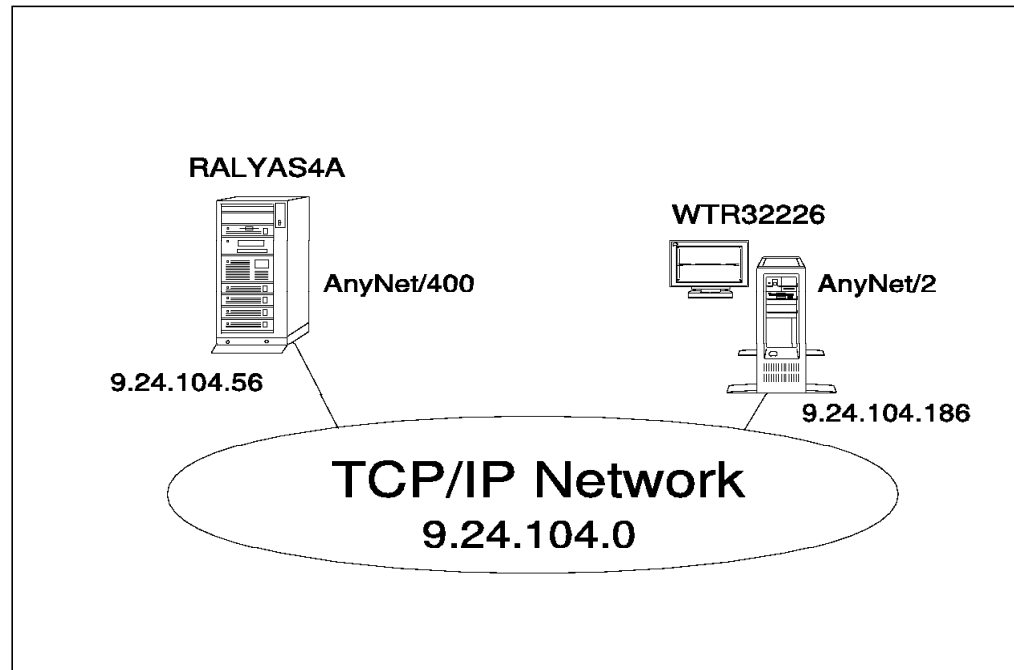 RALYAS4A
WTR32226
AnyNet/400
AnyNet/2
9.24.104.56
9.24.104.186
TCP/IP Network
9.24.104.0